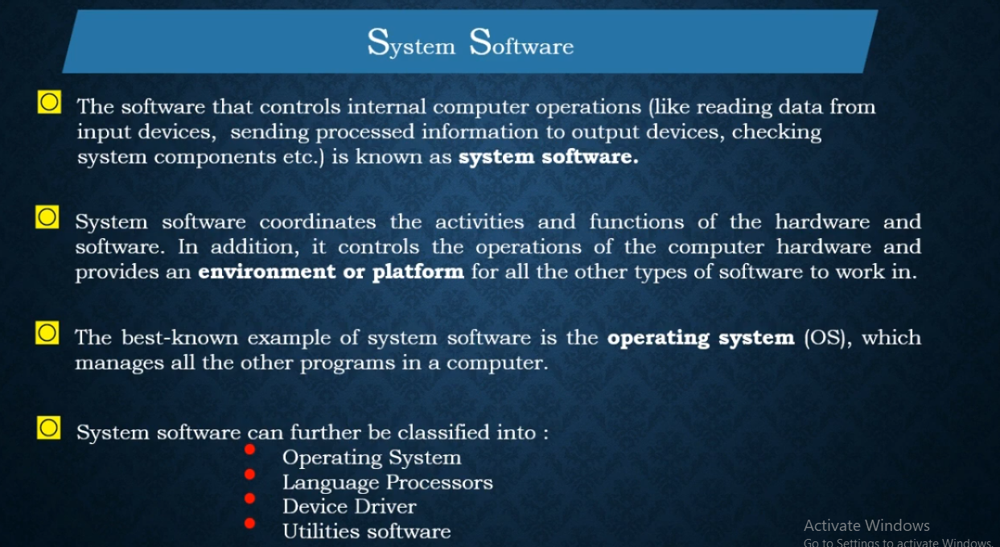 System Software
The software that controls internal computer operations (like reading data from
input devices, sending processed information to output devices, checking
system components etc.) is known as system software.
System software coordinates the activities and functions of the hardware and
software. In addition, it controls the operations of the computer hardware and
provides an environment or platform for all the other types of software to work in.
The best-known example of system software is the operating system (OS), which
manages all the other programs in a computer.
System software can further be classified into :
Operating System
Language Processors
Device Driver
Utilities software
Activate Windows
Go to Settings to activate Windows.